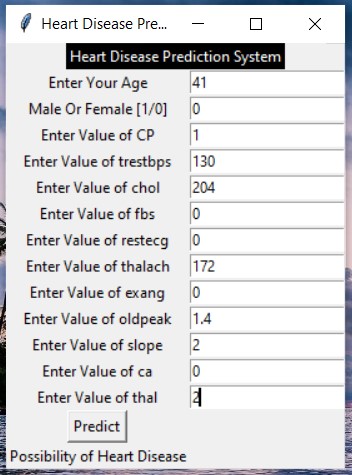 Heart Disease Pre...
Heart Disease Prediction System
Enter Your Age 41
Male Or Female [1/0] 0
Enter Value of CP 1
Enter Value of trestbps 130
Enter Value of chol 204
Enter Value of fbs 0
Enter Value of restecg 0
Enter Value of thalach 172
Enter Value of exang 0
Enter Value of oldpeak 1.4
Enter Value of slope 2
Enter Value of ca 0
Enter Value of thal 2
Predict
Possibility of Heart Disease